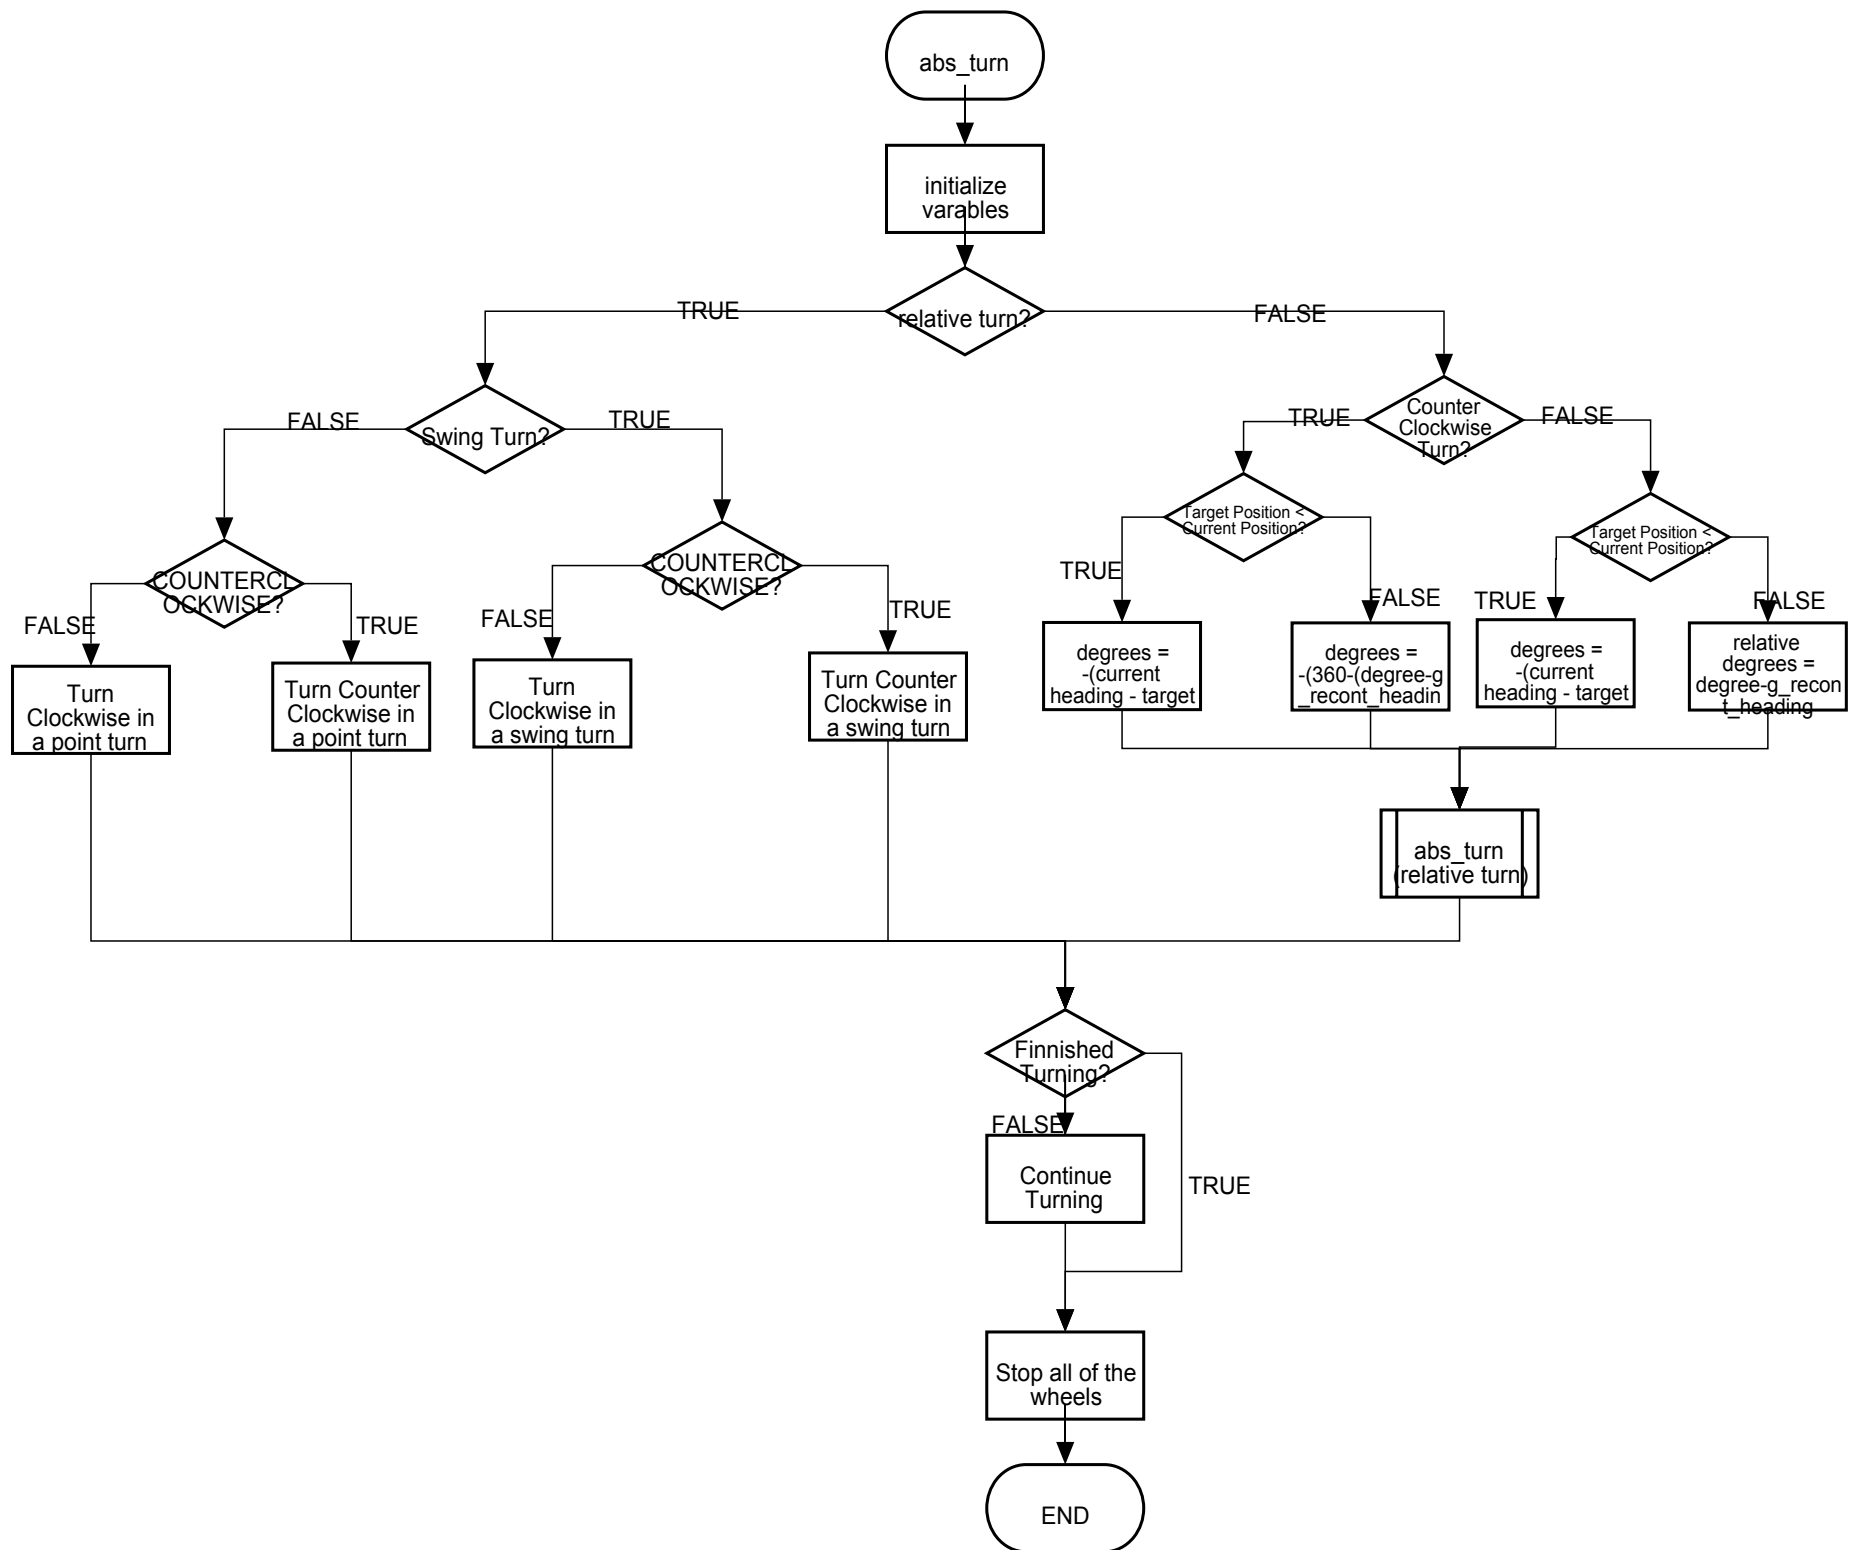 abs_turn
initialize
varables
relative turn?
TRUE
FALSE
Swing Turn?
FALSE
TRUE
Counter
Clockwise
Turn?
TRUE
FALSE
COUNTERCL
OCKWISE?
FALSE
TRUE
COUNTERCL
OCKWISE?
FALSE
TRUE
Target Position <
Current Position?
TRUE
FALSE
Target Position <
Current Position?
TRUE
FALSE
Turn
Clockwise in
a point turn
Turn Counter
Clockwise in
a point turn
Turn
Clockwise in
a swing turn
Turn Counter
Clockwise in
a swing turn
degrees =
-(current
heading - target
degrees =
-(360-(degree-g
_recont_headin
degrees =
-(current
heading - target
relative
degrees =
degree-g_recon
t_heading
abs_turn
(relative turn)
Finnished
Turning?
FALSE
TRUE
Continue
Turning
Stop all of the
wheels
END